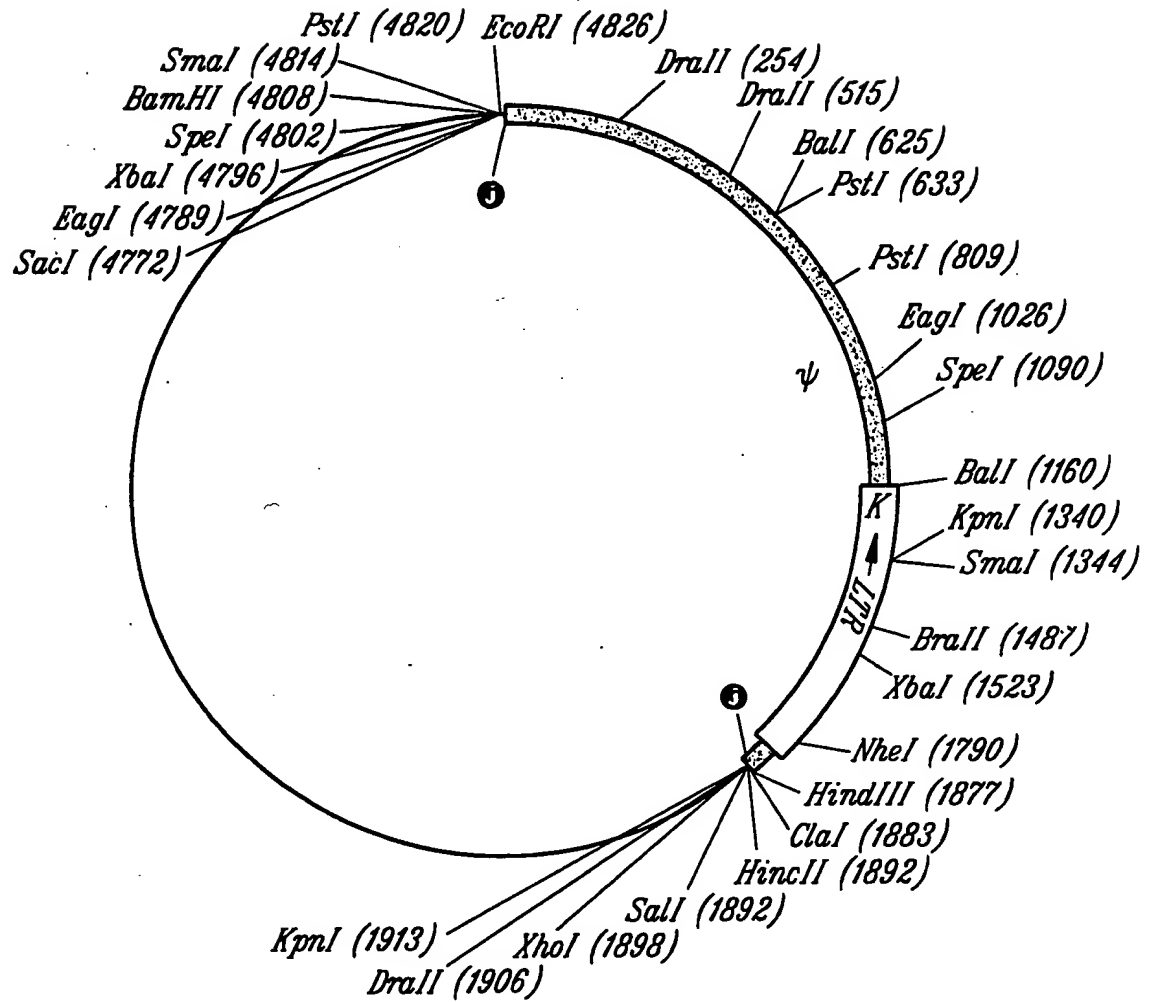 PstI (4820) EcoRI (4826)
SmaI (4814)
BamHI (4808)
SpeI (4802)
XbaI (4796)
EagI (4789)
SacI (4772)
DraII (254)
DraII (515)
BalI (625)
PstI (633)
PstI (809)
EagI (1026)
SpeI (1090)
BalI (1160)
KpnI (1340)
SmaI (1344)
BraII (1487)
XbaI (1523)
NheI (1790)
HindIII (1877)
ClaI (1883)
HincII (1892)
SalI (1892)
XhoI (1898)
DraII (1906)
KpnI (1913)
j
ψ
K
LTR
j